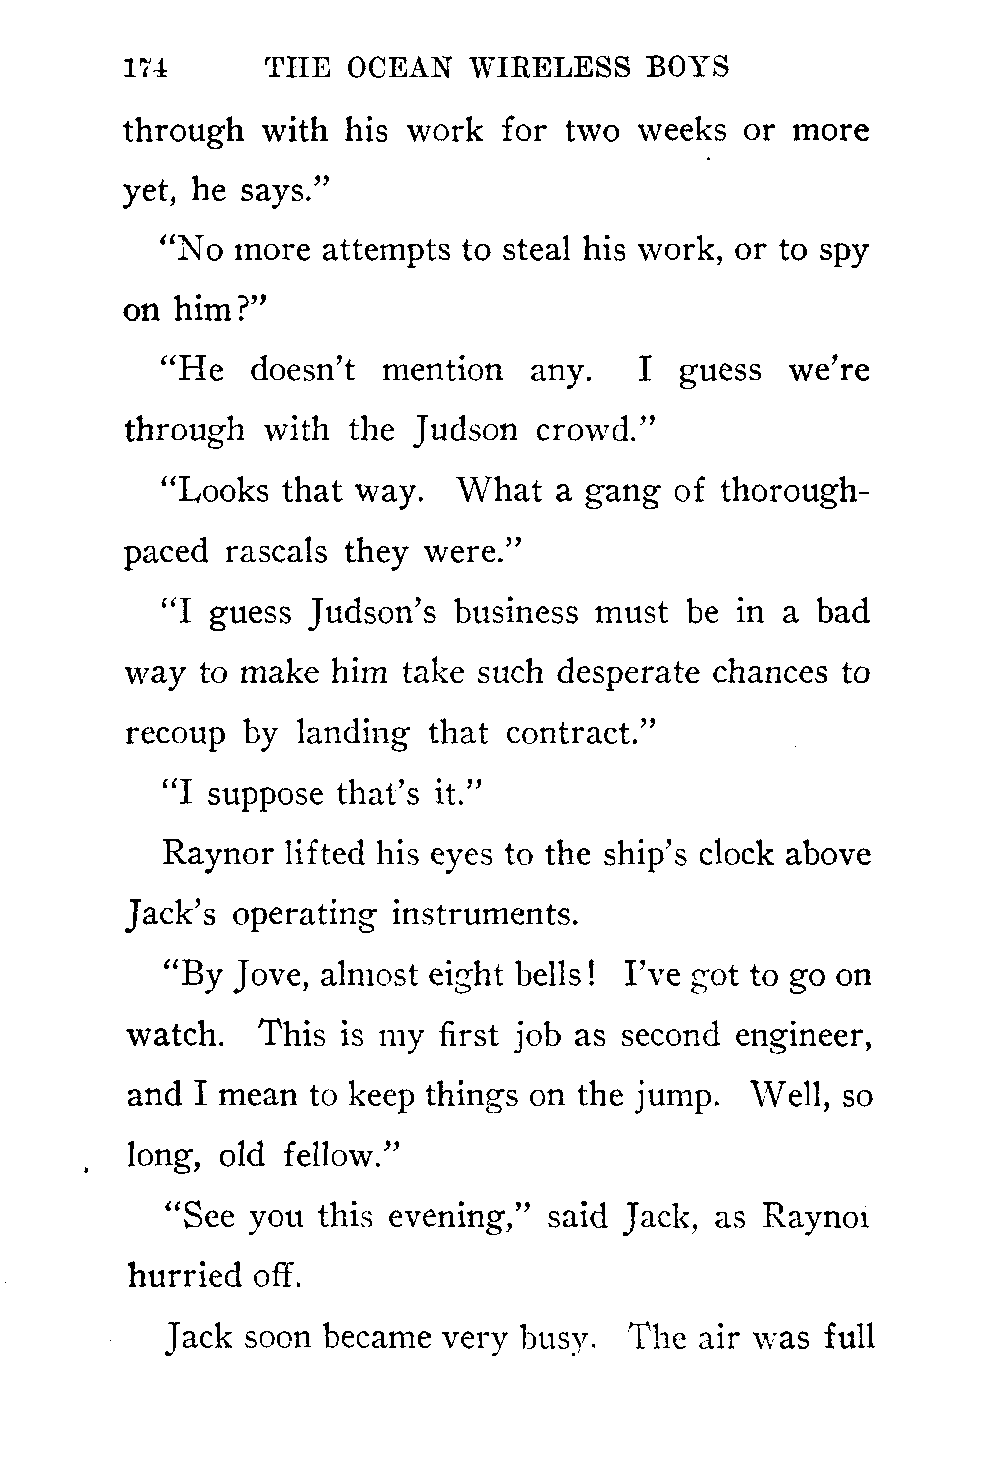 174 THE OCEAN WIRELESS BOYS
through with his work for two weeks or more
yet, he says.”
“No more attempts to steal his work, or to spy
on him?”
“He doesn’t mention any. I guess we’re
through with the Judson crowd.”
“Looks that way. What a gang of thorough-
paced rascals they were.”
“I guess Judson’s business must be in a bad
way to make him take such desperate chances to
recoup by landing that contract.”
“I suppose that’s it.”
Raynor lifted his eyes to the ship’s clock above
Jack’s operating instruments.
“By Jove, almost eight bells! I’ve got to go on
watch. This is my first job as second engineer,
and I mean to keep things on the jump. Well, so
long, old fellow.”
“See you this evening,” said Jack, as Raynor
hurried off.
Jack soon became very busy. The air was full